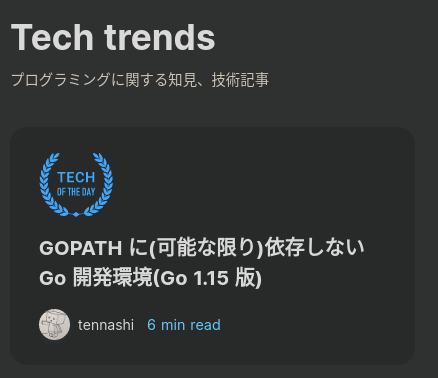 Tech trends
プログラミングに関する知見、技術記事
TECH
OF THE DAY
GOPATH に(可能な限り)依存しない
Go 開発環境(Go 1.15 版)
tennashi 6 min read